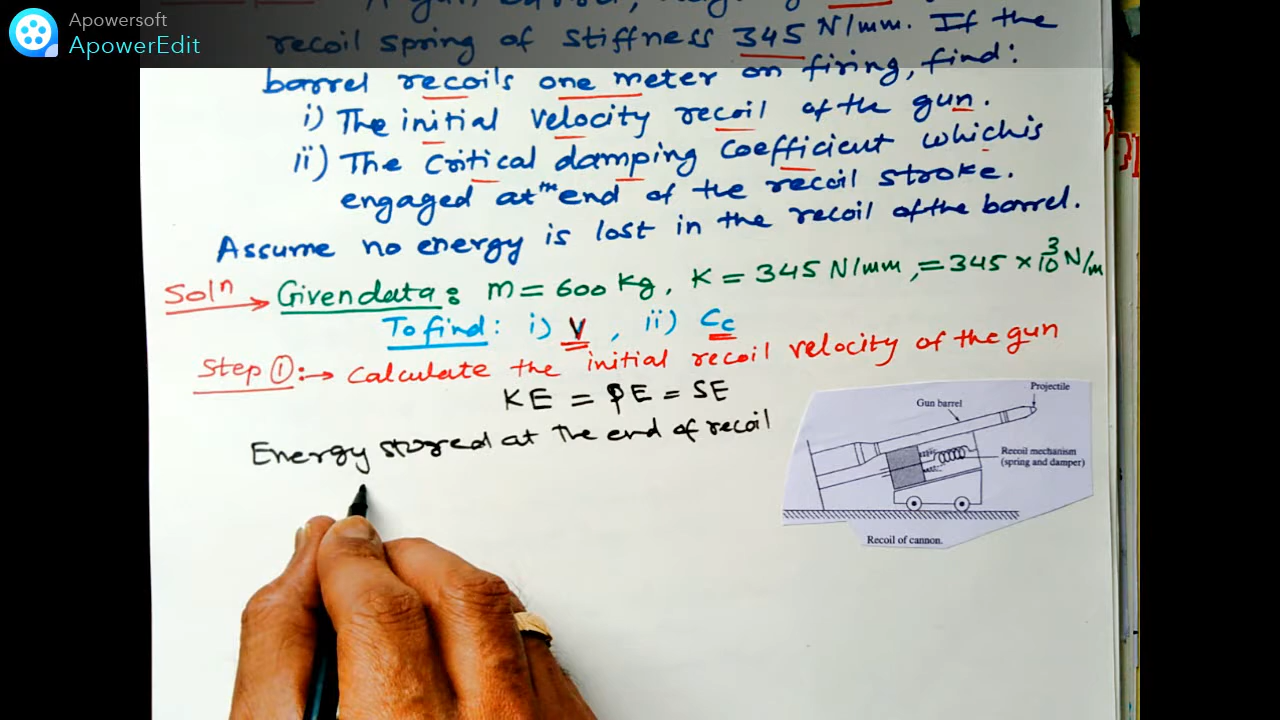 Apowersoft
ApowerEdit
recoil spring of stiffness 345 N/mm. If the
barrel recoils one meter on firing, find:
i) The initial velocity recoil of the gun.
ii) The critical damping coefficient which is
engaged at the end of the recoil stroke.
Assume no energy is lost in the recoil of the barrel.
Soln → Given data: m = 600 kg, K = 345 N/mm, = 345 × 10³ N/m
To find: i) V, ii) Cc
Step ①:→ Calculate the initial recoil velocity of the gun
KE = PE = SE
Energy stored at the end of recoil
Projectile
Gun barrel
Recoil mechanism
(spring and damper)
Recoil of cannon.